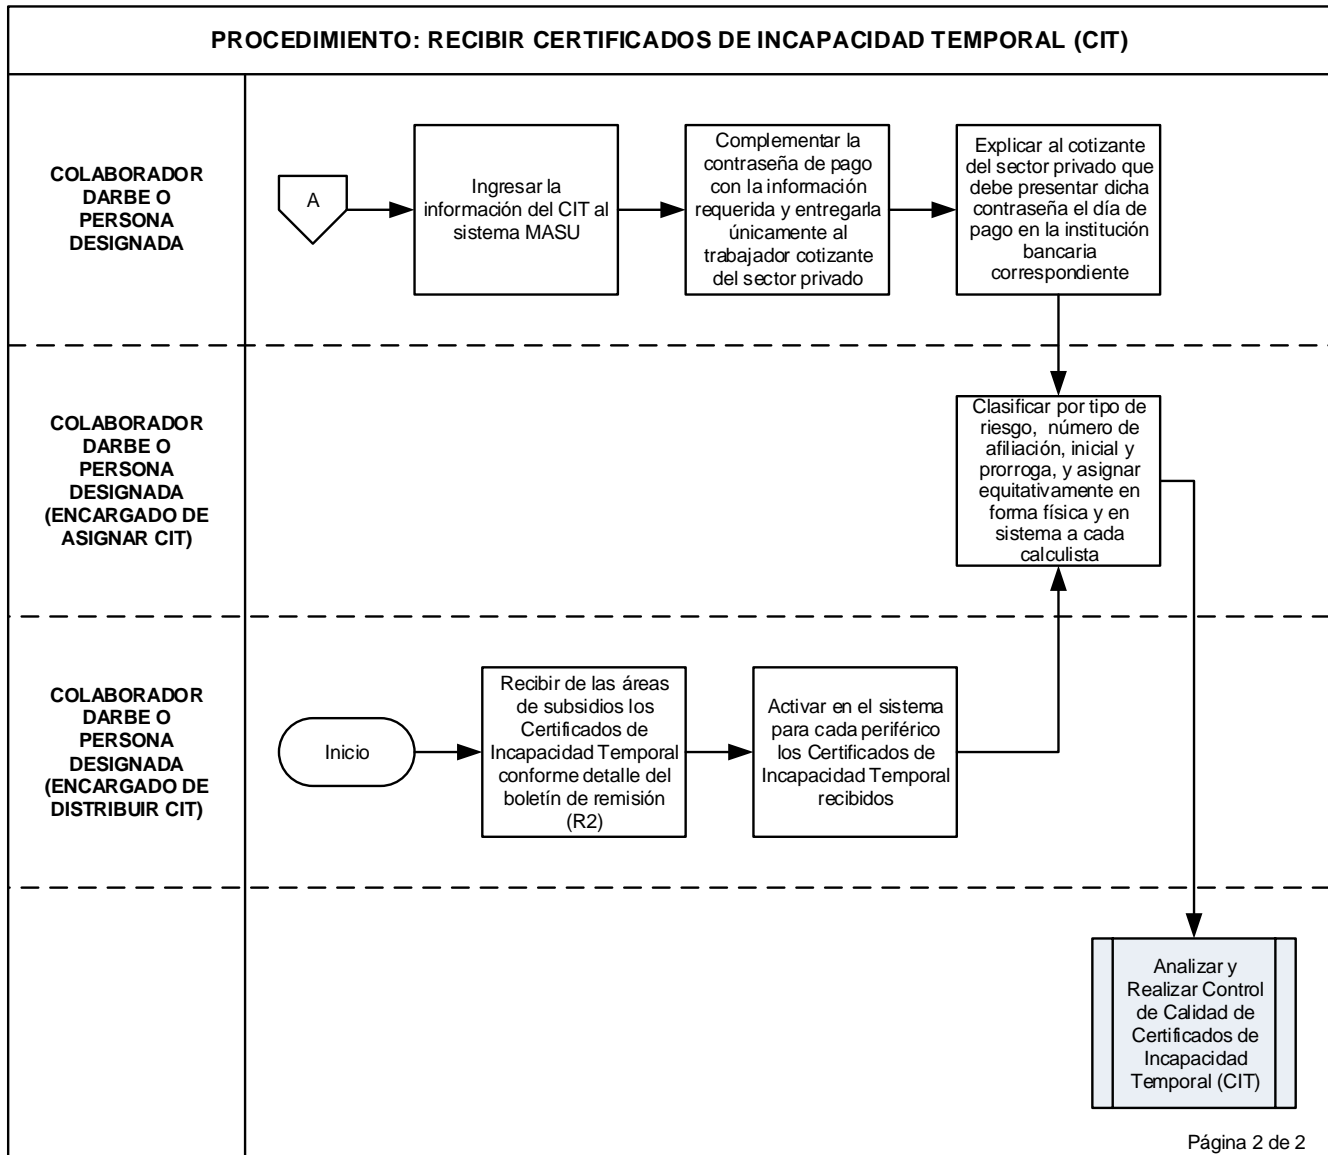 PROCEDIMIENTO: RECIBIR CERTIFICADOS DE INCAPACIDAD TEMPORAL (CIT)
COLABORADOR
DARBE O
PERSONA
DESIGNADA
A
Ingresar la
información del CIT al
sistema MASU
Complementar la
contraseña de pago
con la información
requerida y entregarla
únicamente al
trabajador cotizante
del sector privado
Explicar al cotizante
del sector privado que
debe presentar dicha
contraseña el día de
pago en la institución
bancaria
correspondiente
COLABORADOR
DARBE O
PERSONA
DESIGNADA
(ENCARGADO DE
ASIGNAR CIT)
Clasificar por tipo de
riesgo, número de
afiliación, inicial y
prorroga, y asignar
equitativamente en
forma física y en
sistema a cada
calculista
COLABORADOR
DARBE O
PERSONA
DESIGNADA
(ENCARGADO DE
DISTRIBUIR CIT)
Inicio
Recibir de las áreas
de subsidios los
Certificados de
Incapacidad Temporal
conforme detalle del
boletín de remisión
(R2)
Activar en el sistema
para cada periférico
los Certificados de
Incapacidad Temporal
recibidos
Analizar y
Realizar Control
de Calidad de
Certificados de
Incapacidad
Temporal (CIT)
Página 2 de 2